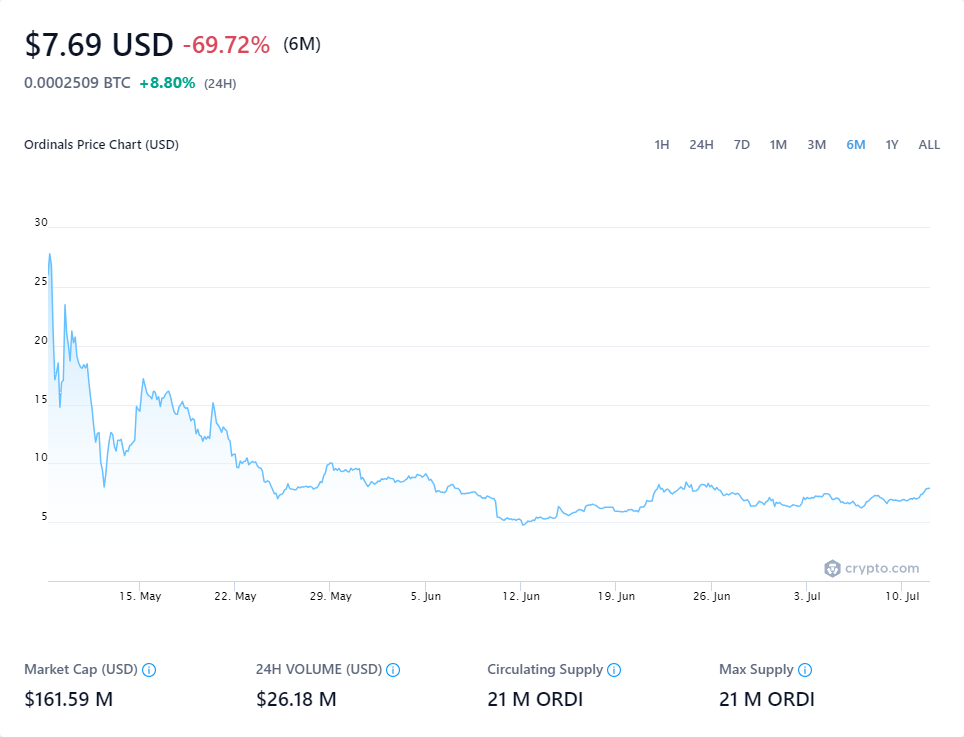 $7.69 USD -69.72% (6M)
0.0002509 BTC +8.80% (24H)
Ordinals Price Chart (USD) 1H 24H 7D 1M 3M 6M 1Y ALL
30
25
20
15
10
5
crypto.com
15. May 22. May 29. May 5. Jun 12. Jun 19. Jun 26. Jun 3. Jul 10. Jul
Market Cap (USD) 24H VOLUME (USD) Circulating Supply Max Supply
$161.59 M $26.18 M 21 M ORDI 21 M ORDI